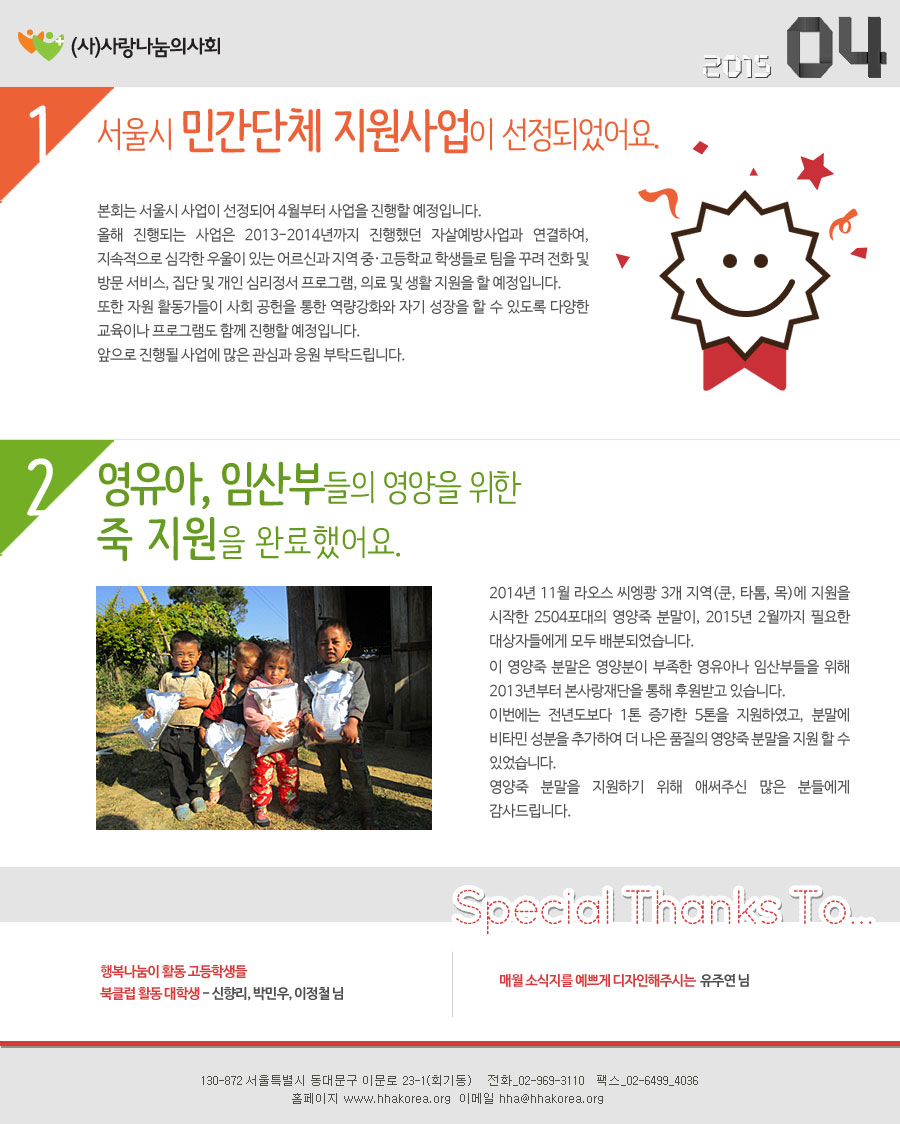 (사)사랑나눔의사회
2015 04
1
서울시 민간단체 지원사업이 선정되었어요.
본회는 서울시 사업이 선정되어 4월부터 사업을 진행할 예정입니다.
올해 진행되는 사업은 2013-2014년까지 진행했던 자살예방사업과 연결하여,
지속적으로 심각한 우울이 있는 어르신과 지역 중·고등학교 학생들로 팀을 꾸려 전화 및
방문 서비스, 집단 및 개인 심리정서 프로그램, 의료 및 생활 지원을 할 예정입니다.
또한 자원 활동가들이 사회 공헌을 통한 역량강화와 자기 성장을 할 수 있도록 다양한
교육이나 프로그램도 함께 진행할 예정입니다.
앞으로 진행될 사업에 많은 관심과 응원 부탁드립니다.
2
영유아, 임산부들의 영양을 위한
죽 지원을 완료했어요.
2014년 11월 라오스 씨엥쾅 3개 지역(쿤, 타톰, 목)에 지원을
시작한 2504포대의 영양죽 분말이, 2015년 2월까지 필요한
대상자들에게 모두 배분되었습니다.
이 영양죽 분말은 영양분이 부족한 영유아나 임산부들을 위해
2013년부터 본사랑재단을 통해 후원받고 있습니다.
이번에는 전년도보다 1톤 증가한 5톤을 지원하였고, 분말에
비타민 성분을 추가하여 더 나은 품질의 영양죽 분말을 지원 할 수
있었습니다.
영양죽 분말을 지원하기 위해 애써주신 많은 분들에게
감사드립니다.
Special Thanks To...
행복나눔이 활동 고등학생들
북클럽 활동 대학생 - 신향리, 박민우, 이정철 님
매월 소식지를 예쁘게 디자인해주시는 유주연 님
130-872 서울특별시 동대문구 이문로 23-1(회기동) 전화_02-969-3110 팩스_02-6499_4036
홈페이지 www.hhakorea.org 이메일 hha@hhakorea.org